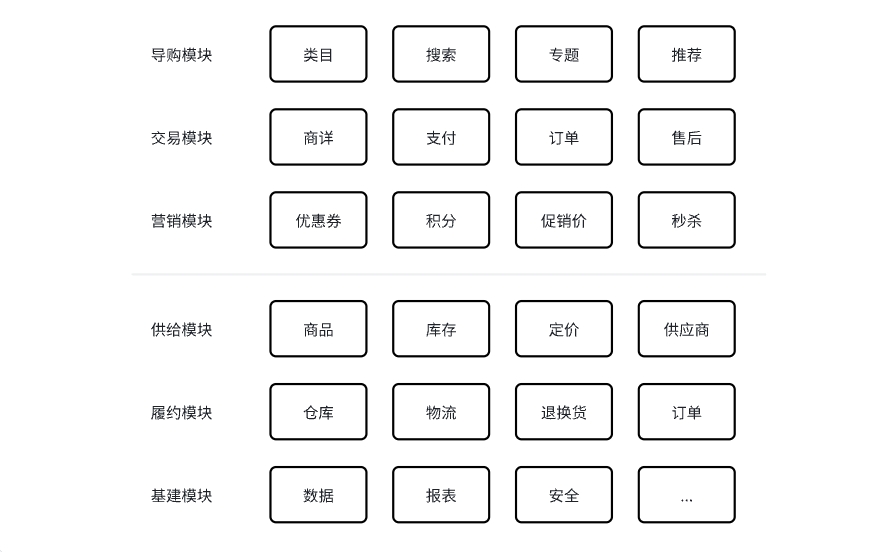 导购模块 类目 搜索 专题 推荐
交易模块 商详 支付 订单 售后
营销模块 优惠券 积分 促销价 秒杀
供给模块 商品 库存 定价 供应商
履约模块 仓库 物流 退换货 订单
基建模块 数据 报表 安全 ...